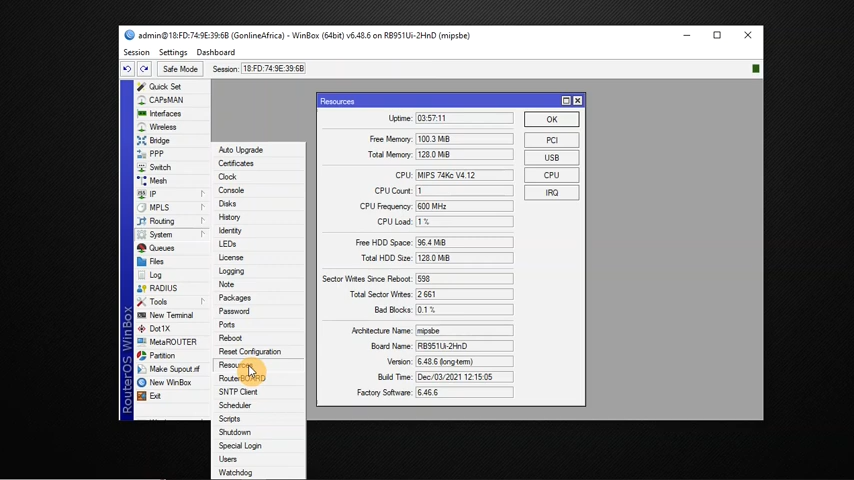 admin@18:FD:74:9E:39:6B (GonlineAfrica) - WinBox (64bit) v6.48.6 on RB951Ui-2HnD (mipsbe)
Session Settings Dashboard
Safe Mode Session: 18:FD:74:9E:39:6B
Quick Set
CAPsMAN
Interfaces
Wireless
Bridge
PPP
Switch
Mesh
IP
MPLS
Routing
System
Queues
Files
Log
RADIUS
Tools
New Terminal
Dot1X
MetaROUTER
Partition
Make Supout.rif
New WinBox
Exit
RouterOS WinBox
Auto Upgrade
Certificates
Clock
Console
Disks
History
Identity
LEDs
License
Logging
Note
Packages
Password
Ports
Reboot
Reset Configuration
Resources
RouterBOARD
SNTP Client
Scheduler
Scripts
Shutdown
Special Login
Users
Watchdog
Resources
Uptime: 03:57:11
Free Memory: 100.3 MiB
Total Memory: 128.0 MiB
CPU: MIPS 74Kc V4.12
CPU Count: 1
CPU Frequency: 600 MHz
CPU Load: 1 %
Free HDD Space: 96.4 MiB
Total HDD Size: 128.0 MiB
Sector Writes Since Reboot: 598
Total Sector Writes: 2 661
Bad Blocks: 0.1 %
Architecture Name: mipsbe
Board Name: RB951Ui-2HnD
Version: 6.48.6 (long-term)
Build Time: Dec/03/2021 12:15:05
Factory Software: 6.46.6
OK
PCI
USB
CPU
IRQ